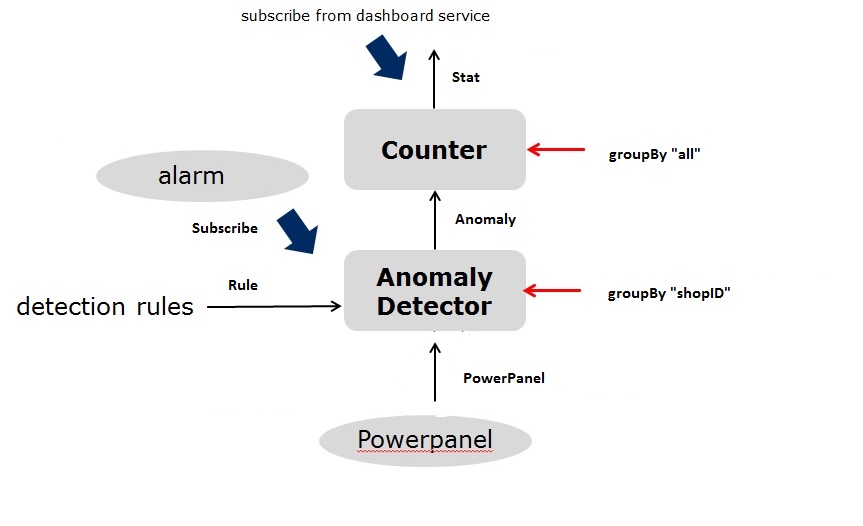 subscribe from dashboard service
Stat
Counter
groupBy "all"
alarm
Subscribe
Anomaly
Rule
Anomaly
Detector
detection rules
groupBy "shopID"
PowerPanel
Powerpanel